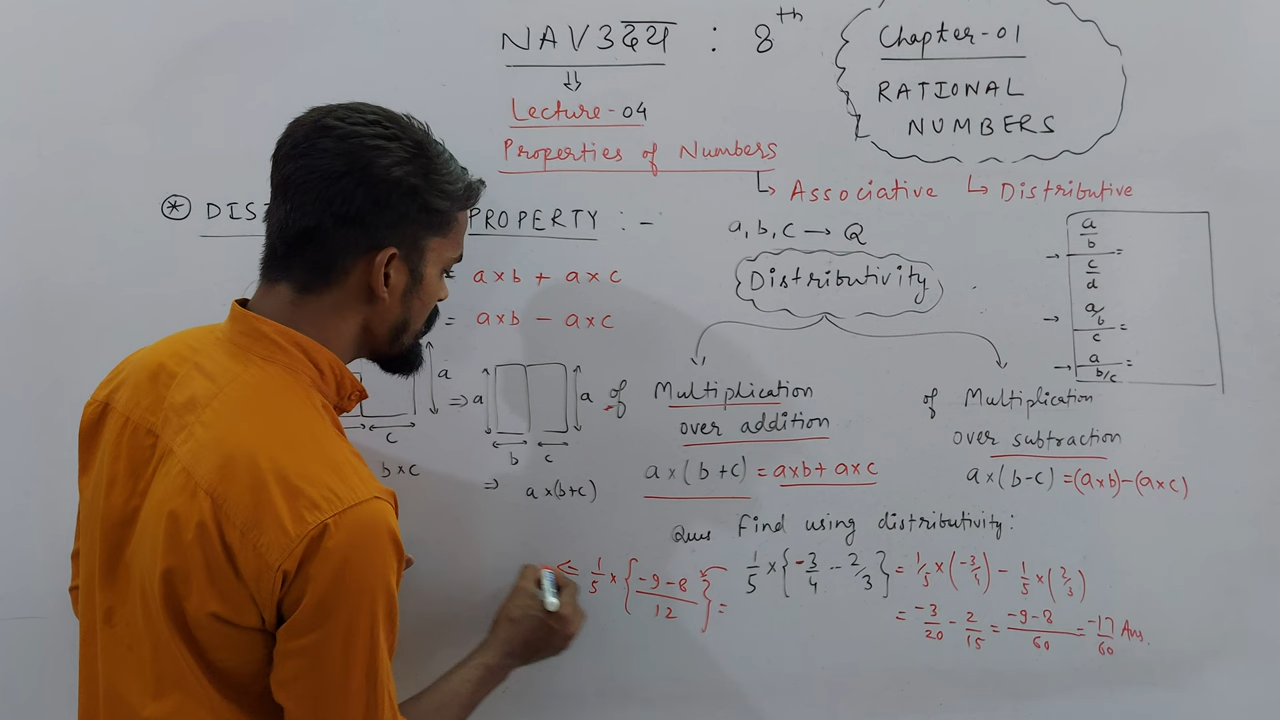 NAV3दय : 8th
Chapter-01
RATIONAL
NUMBERS
⇓
Lecture-04
Properties of Numbers
↳ Associative ↳ Distributive
⊛ DIS PROPERTY :-
a, b, c → Q
= a×b + a×c
= a×b - a×c
Distributivity
→ a/b / c/d =
→ a/b / c =
→ a / b/c =
a ⇒ a a
c b c
b×c
⇒ a×(b+c)
of Multiplication
over addition
a×(b+c) = a×b + a×c
of Multiplication
over subtraction
a×(b-c) = (a×b)-(a×c)
Ques Find using distributivity:
1/5 × {-3/4 - 2/3} = 1/5 × (-3/4) - 1/5 × (2/3)
= -3/20 - 2/15 = -9-8/60 = -17/60 Ans.
⇐ 1/5 × {-9-8/12} =